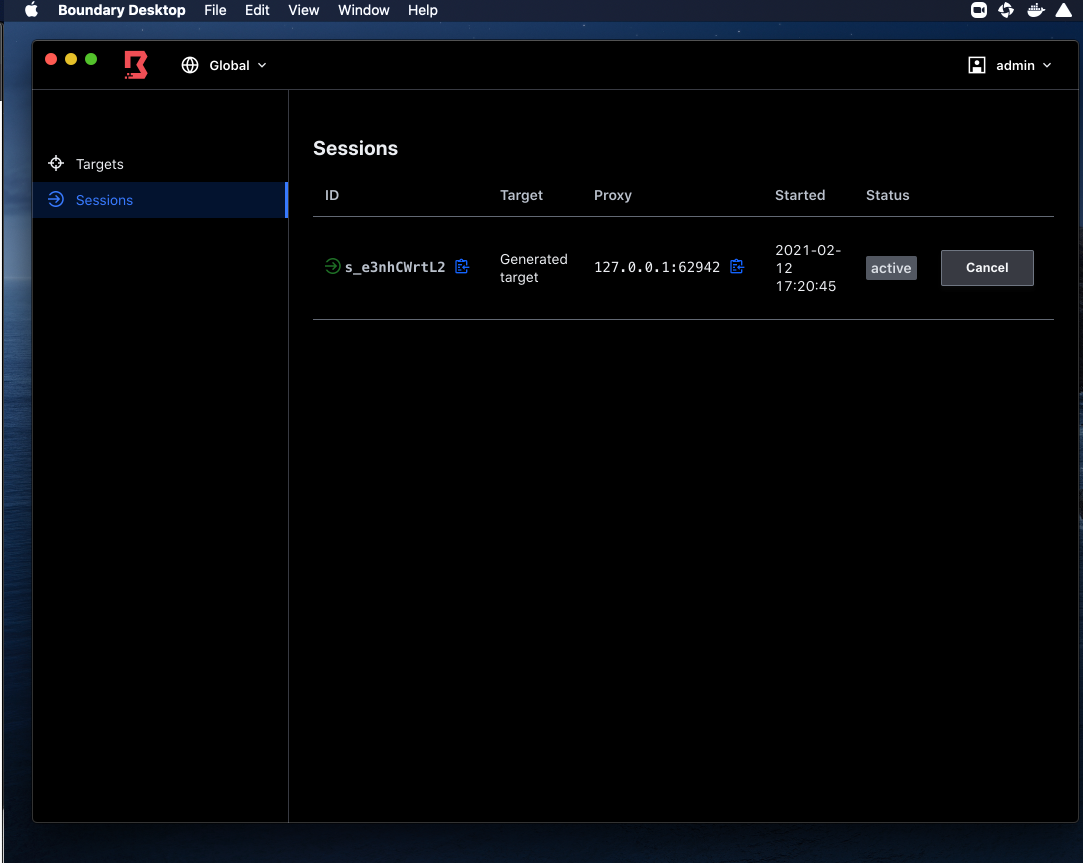 Boundary Desktop File Edit View Window Help
Global
admin
Targets
Sessions
Sessions
ID Target Proxy Started Status
s_e3nhCWrtL2 Generated target 127.0.0.1:62942 2021-02-12 17:20:45 active Cancel